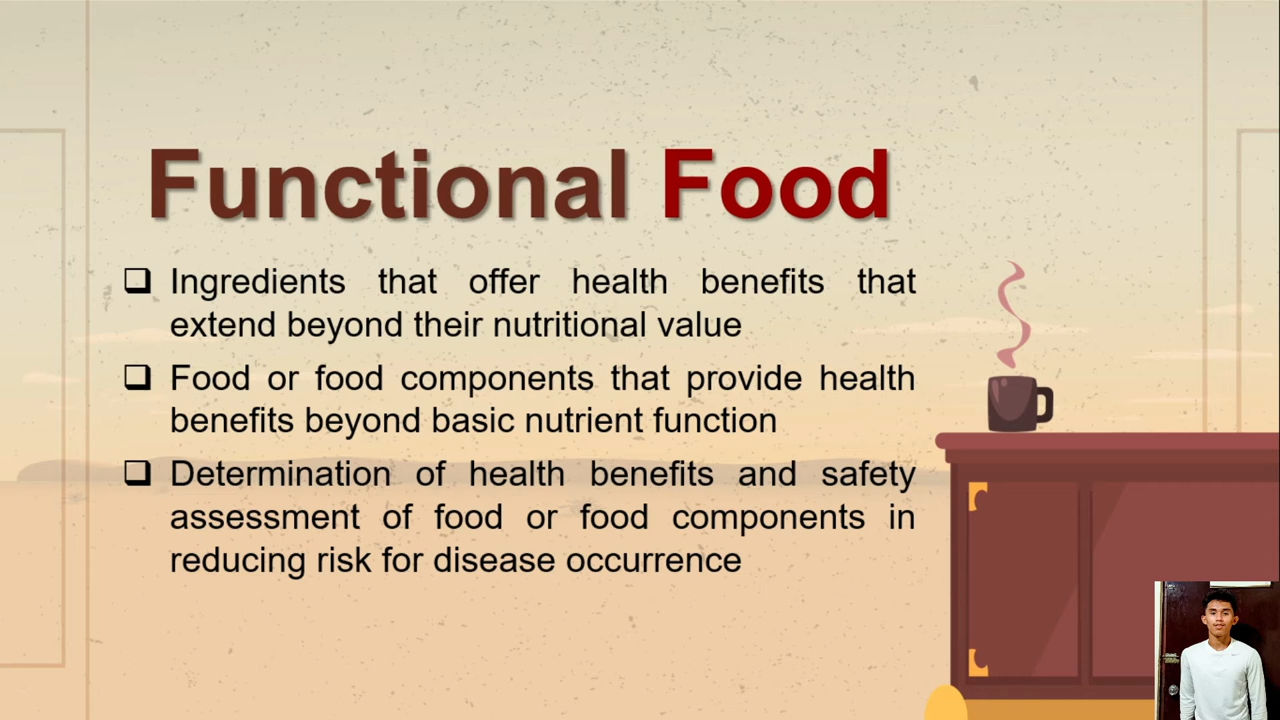 Functional Food
Ingredients that offer health benefits that
extend beyond their nutritional value
Food or food components that provide health
benefits beyond basic nutrient function
Determination of health benefits and safety
assessment of food or food components in
reducing risk for disease occurrence